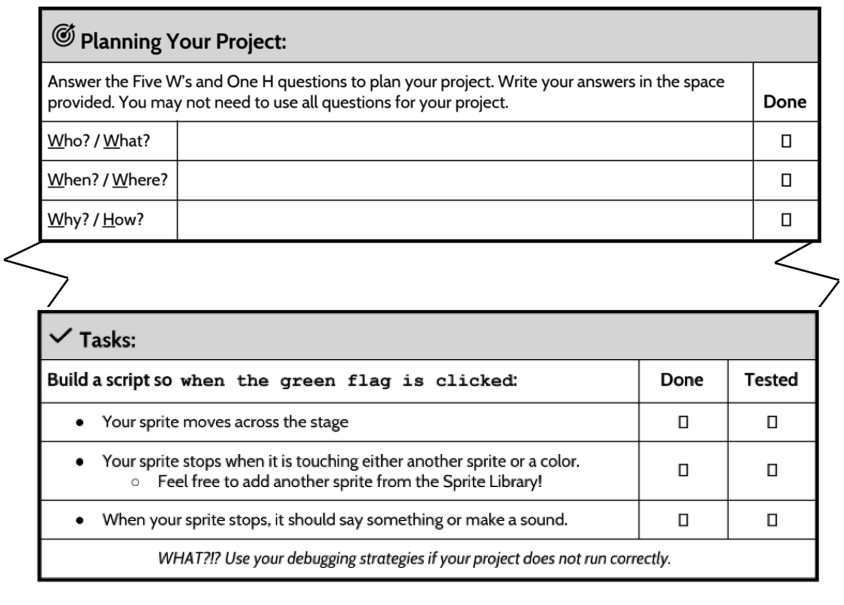 Planning Your Project:
Answer the Five W's and One H questions to plan your project. Write your answers in the space
provided. You may not need to use all questions for your project.
Done
Who? / What?
When? / Where?
Why? / How?
Tasks:
Build a script so when the green flag is clicked:
Done
Tested
● Your sprite moves across the stage
● Your sprite stops when it is touching either another sprite or a color.
○ Feel free to add another sprite from the Sprite Library!
● When your sprite stops, it should say something or make a sound.
WHAT?!? Use your debugging strategies if your project does not run correctly.